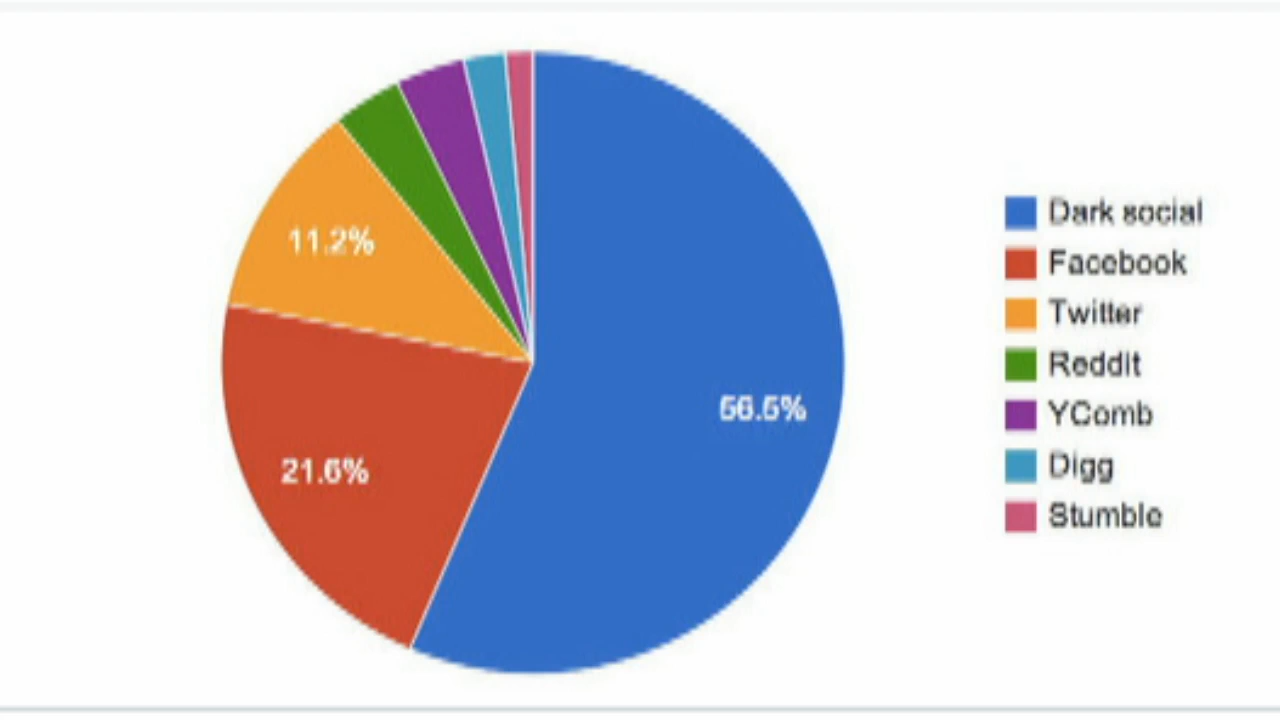 11.2%
56.5%
21.6%
Dark social
Facebook
Twitter
Reddit
YComb
Digg
Stumble